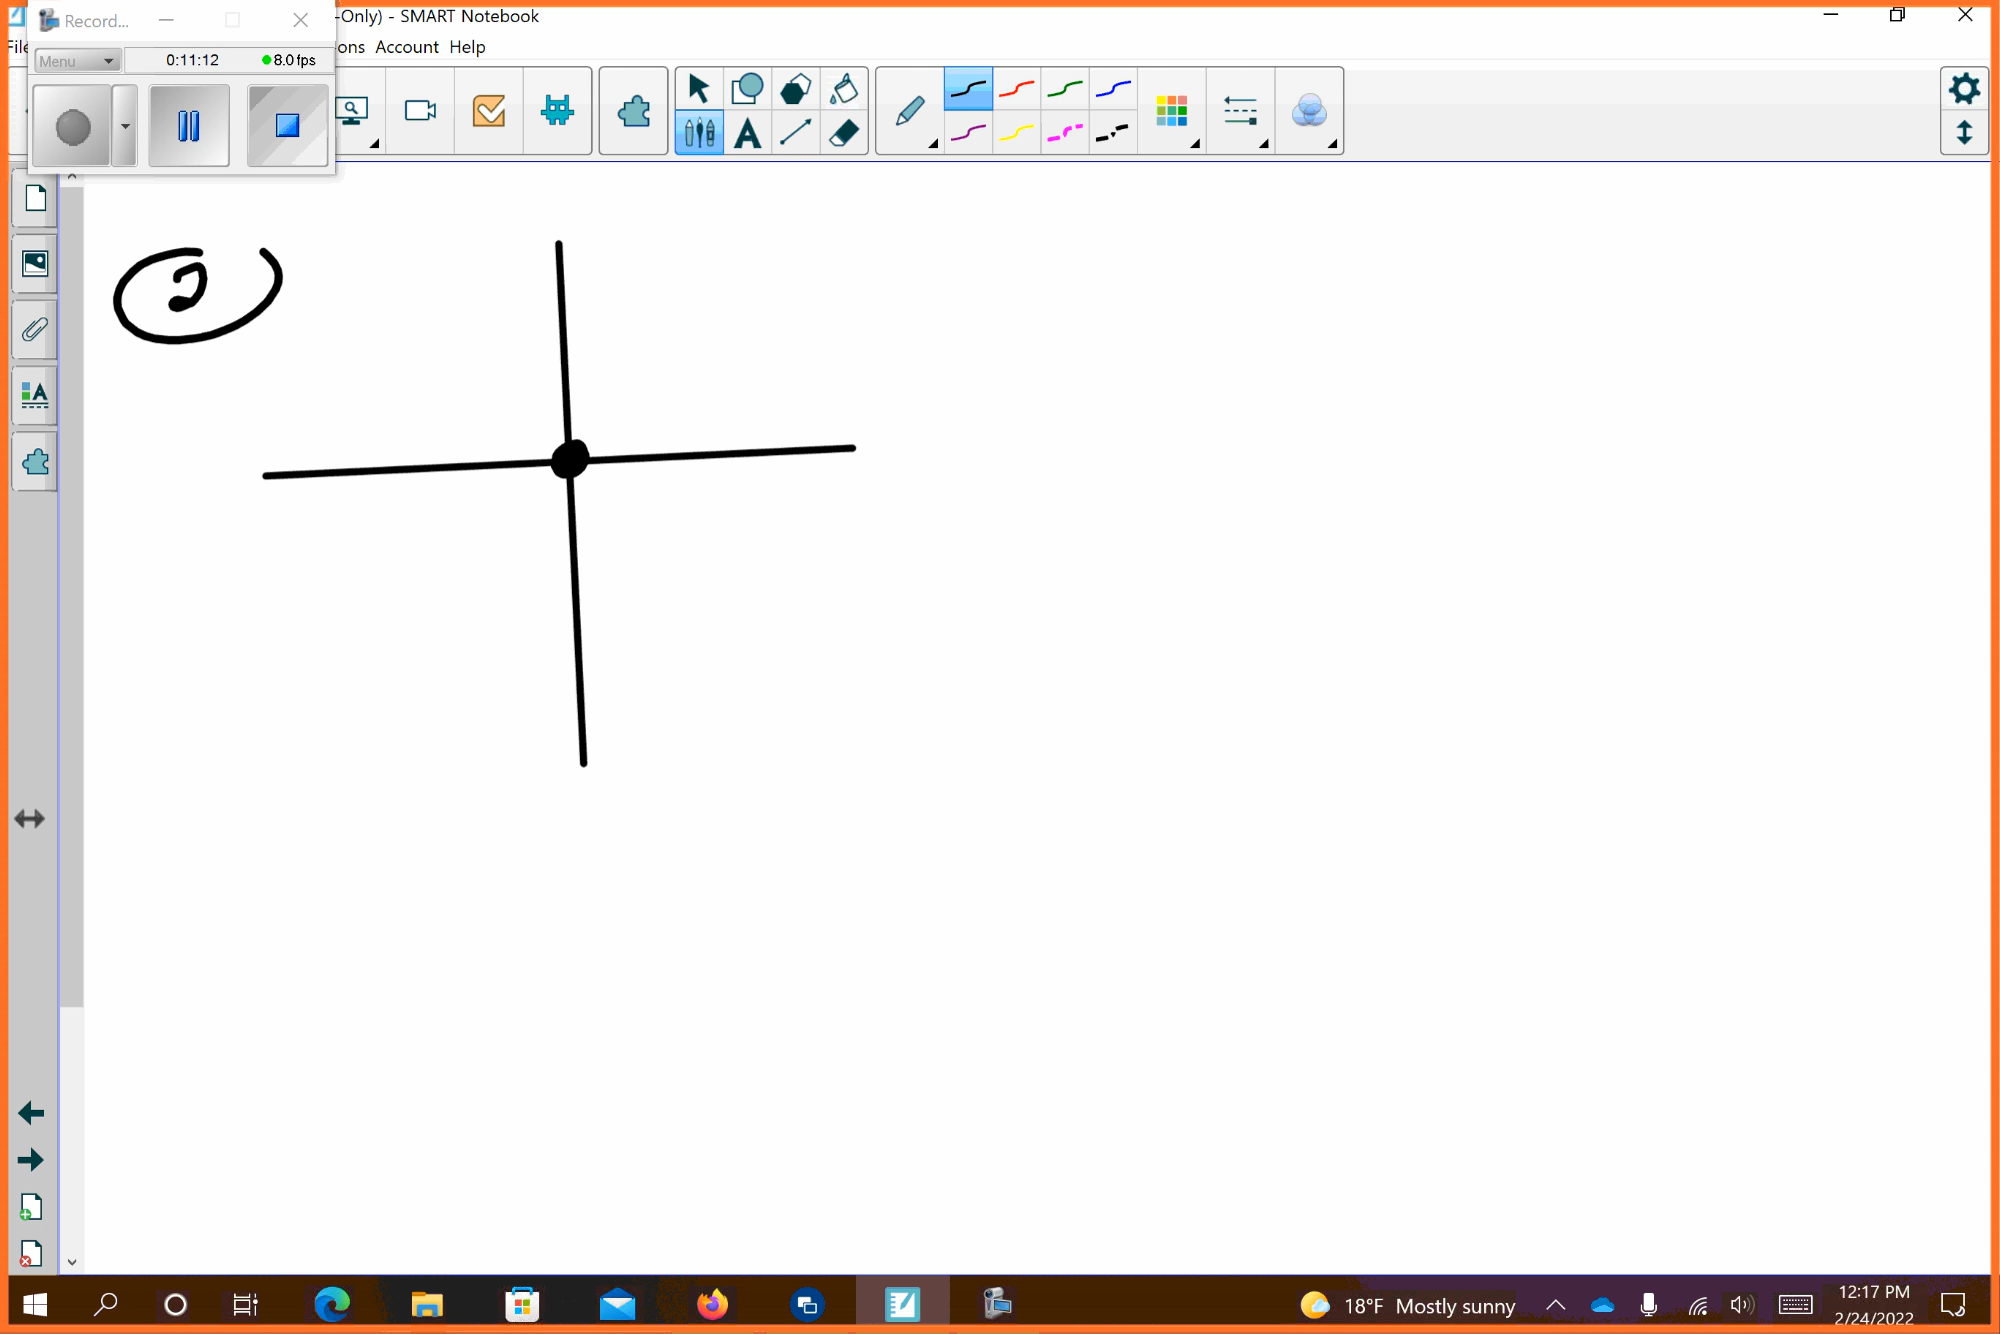 Record...
-Only) - SMART Notebook
File
ons Account Help
Menu
0:11:12
8.0 fps
A
A
2
18°F Mostly sunny
12:17 PM
2/24/2022